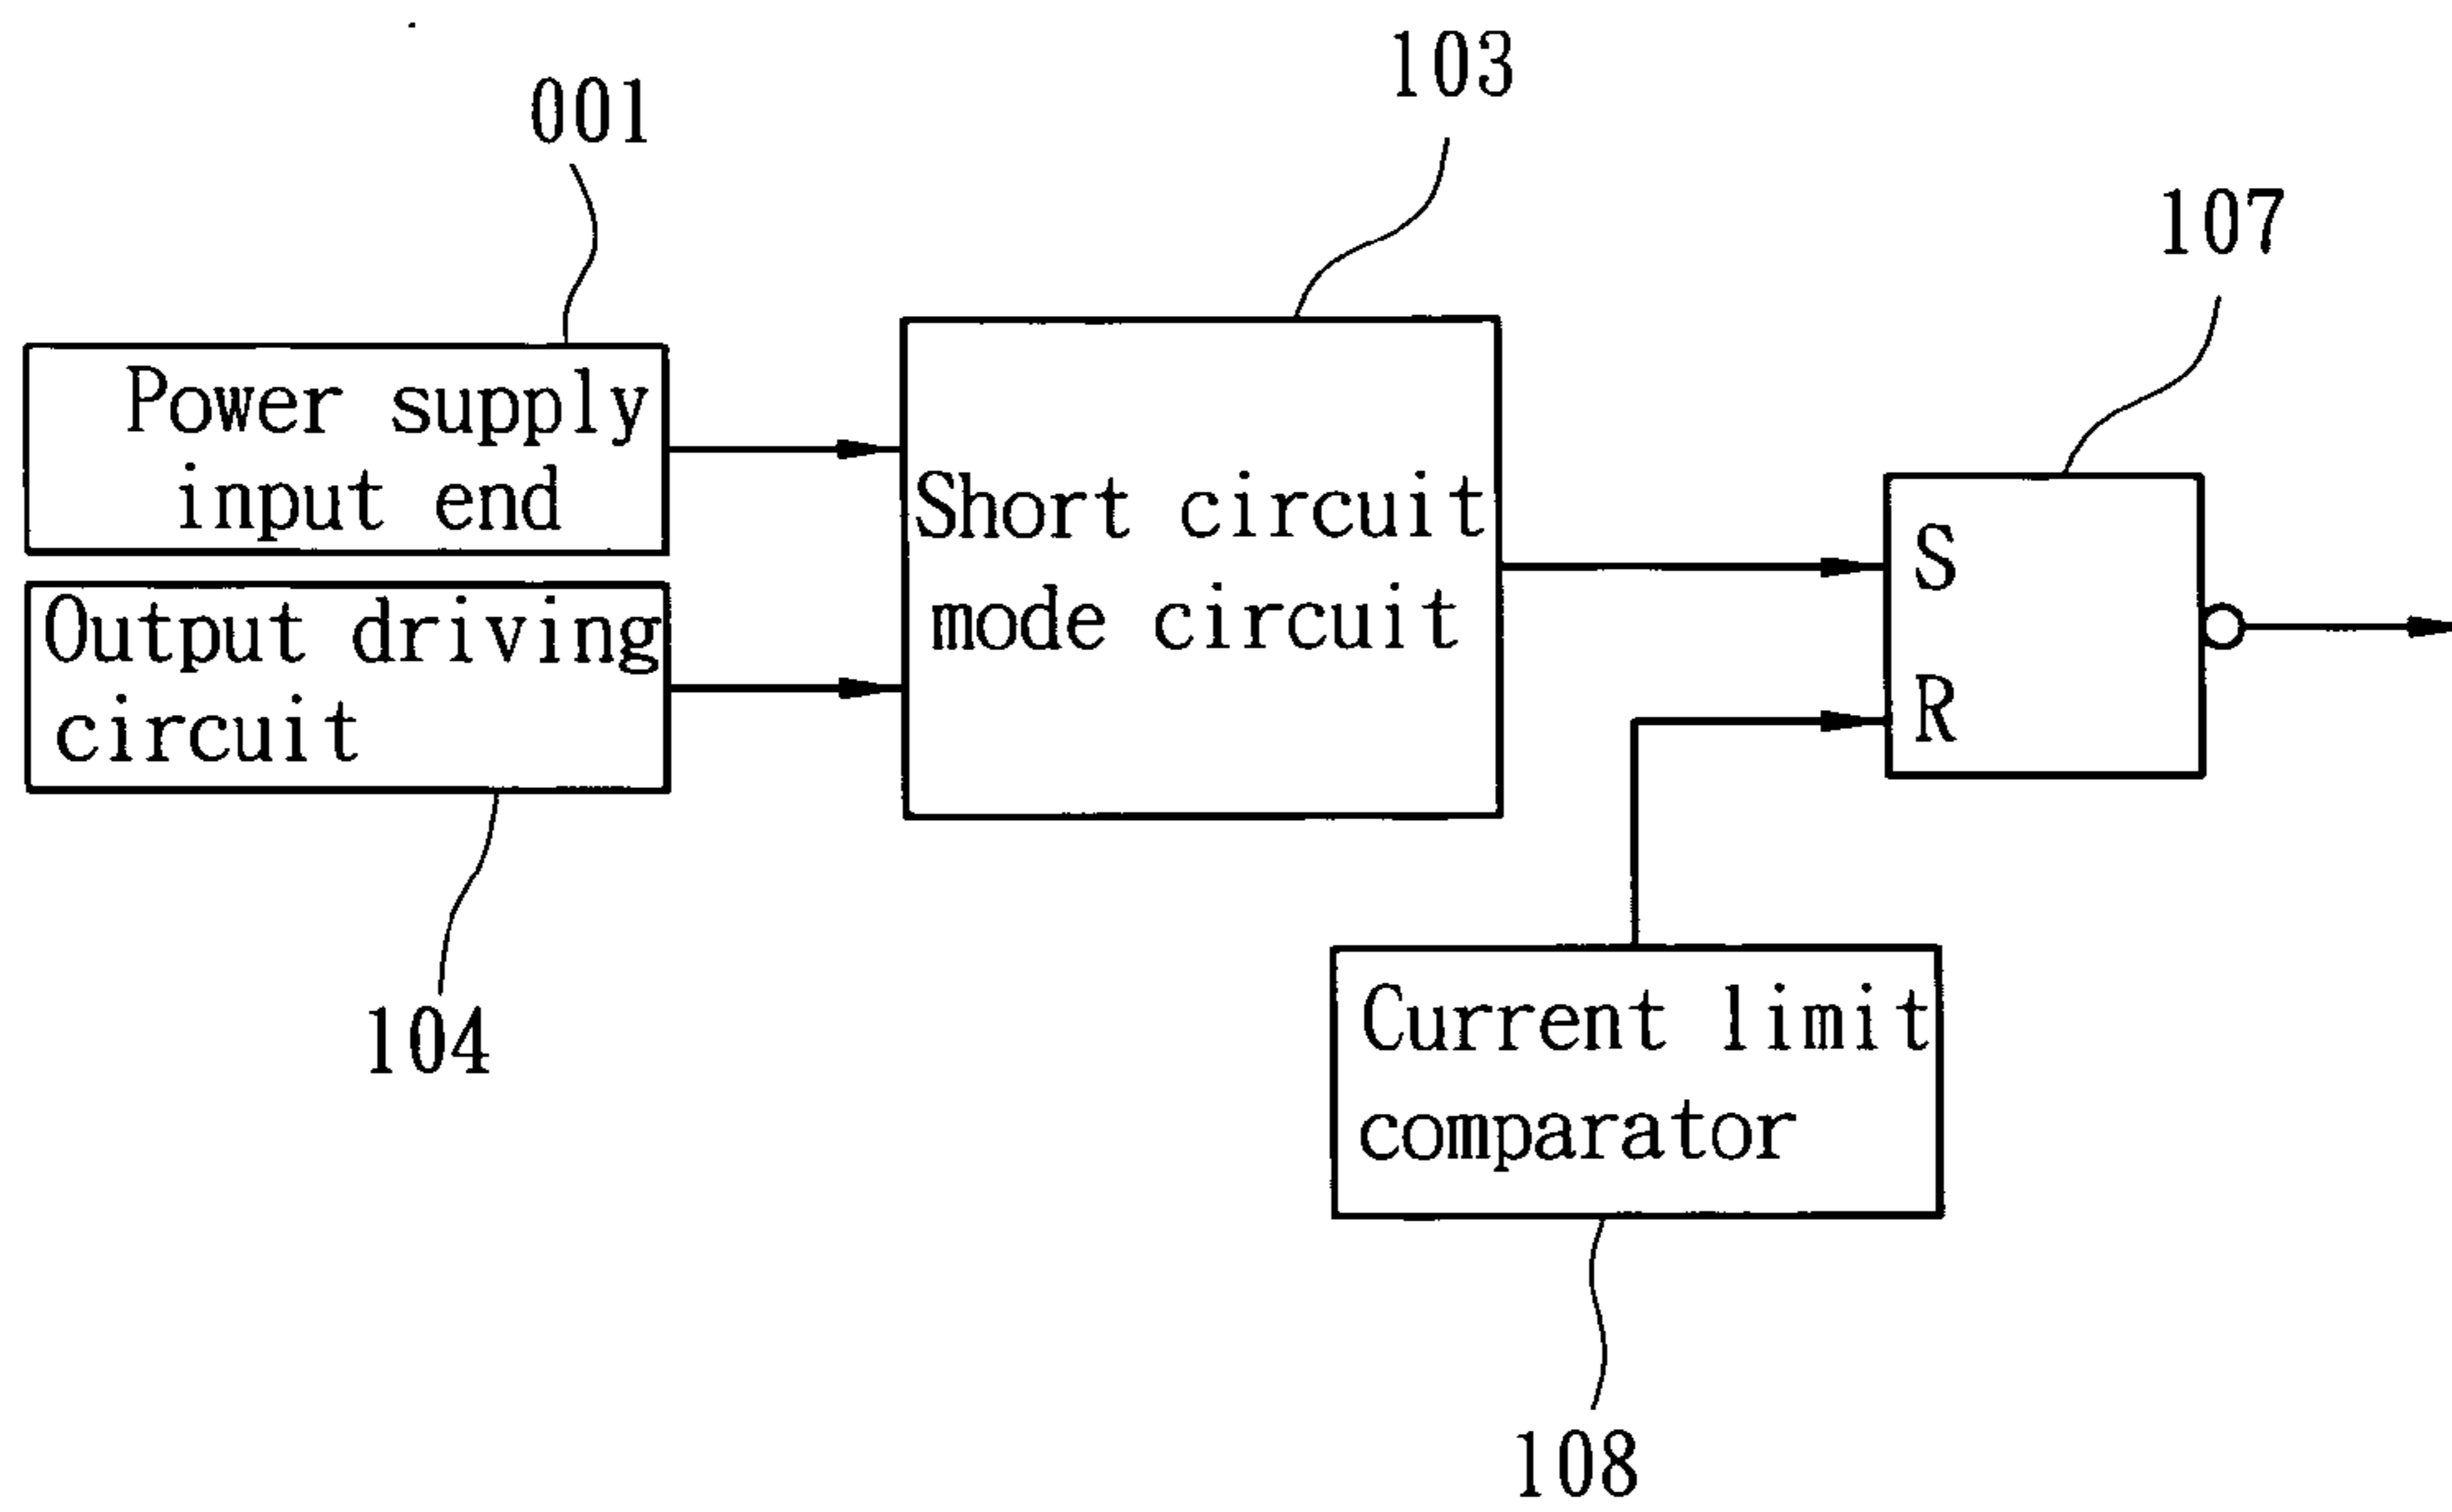 001
103
107
Power supply
input end
Output driving
circuit
Short circuit
mode circuit
S
R
104
Current limit
comparator
108